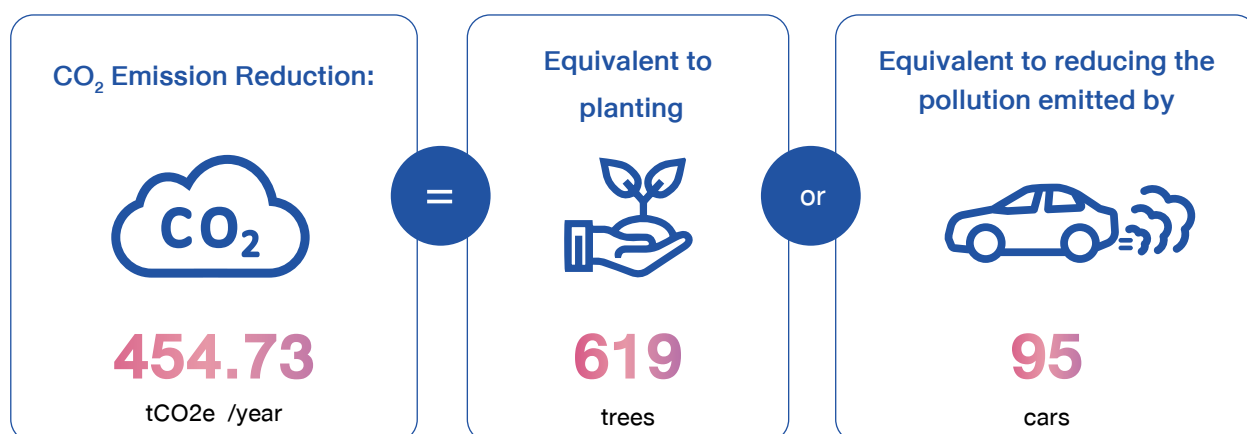 CO₂ Emission Reduction:
CO₂
454.73
tCO2e /year
=
Equivalent to
planting
619
trees
or
Equivalent to reducing the
pollution emitted by
95
cars